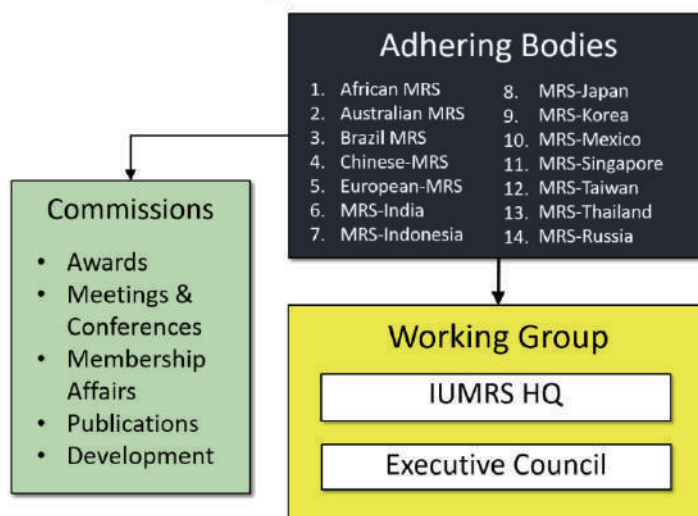 Adhering Bodies
1. African MRS
2. Australian MRS
3. Brazil MRS
4. Chinese-MRS
5. European-MRS
6. MRS-India
7. MRS-Indonesia
8. MRS-Japan
9. MRS-Korea
10. MRS-Mexico
11. MRS-Singapore
12. MRS-Taiwan
13. MRS-Thailand
14. MRS-Russia
Commissions
• Awards
• Meetings &
Conferences
• Membership
Affairs
• Publications
• Development
Working Group
IUMRS HQ
Executive Council